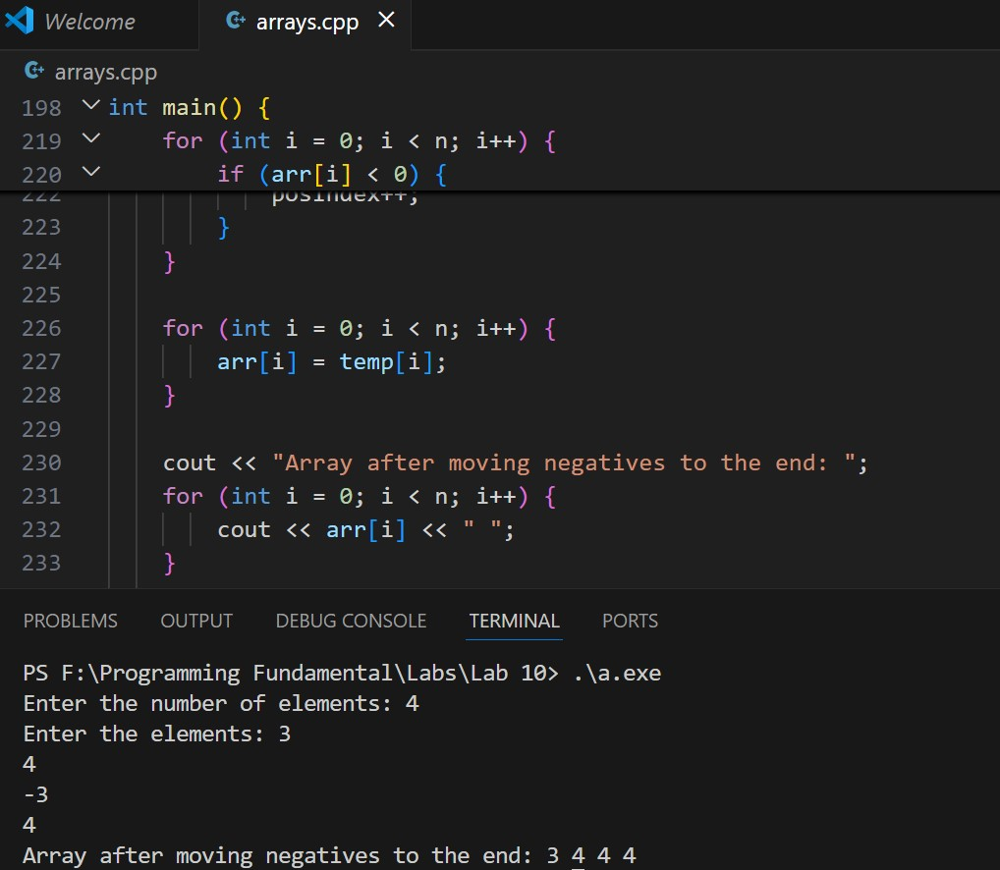 Welcome
arrays.cpp
arrays.cpp
198 int main() {
219 for (int i = 0; i < n; i++) {
220 if (arr[i] < 0) {
222 posindex++;
223 }
224 }
225
226 for (int i = 0; i < n; i++) {
227 arr[i] = temp[i];
228 }
229
230 cout << "Array after moving negatives to the end: ";
231 for (int i = 0; i < n; i++) {
232 cout << arr[i] << " ";
233 }
PROBLEMS OUTPUT DEBUG CONSOLE TERMINAL PORTS
PS F:\Programming Fundamental\Labs\Lab 10> .\a.exe
Enter the number of elements: 4
Enter the elements: 3
4
-3
4
Array after moving negatives to the end: 3 4 4 4